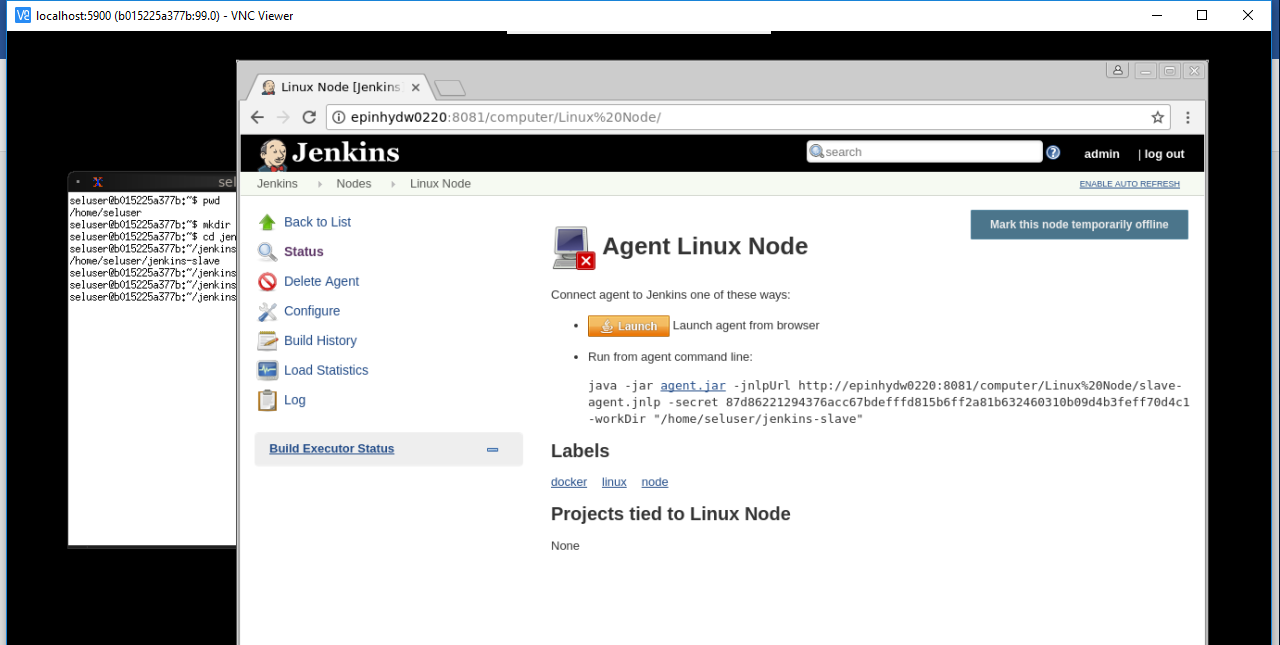 localhost:5900 (b015225a377b:99.0) - VNC Viewer
Linux Node [Jenkins
epinhydw0220:8081/computer/Linux%20Node/
Jenkins
search
admin
| log out
Jenkins
Nodes
Linux Node
ENABLE AUTO REFRESH
sel
seluser@b015225a377b:~$ pwd
/home/seluser
seluser@b015225a377b:~$ mkdir
seluser@b015225a377b:~$ cd jen
seluser@b015225a377b:~/jenkins
/home/seluser/jenkins-slave
seluser@b015225a377b:~/jenkins
seluser@b015225a377b:~/jenkins
seluser@b015225a377b:~/jenkins
Back to List
Status
Delete Agent
Configure
Build History
Load Statistics
Log
Build Executor Status
Mark this node temporarily offline
Agent Linux Node
Connect agent to Jenkins one of these ways:
Launch Launch agent from browser
Run from agent command line:
java -jar agent.jar -jnlpUrl http://epinhydw0220:8081/computer/Linux%20Node/slave-
agent.jnlp -secret 87d86221294376acc67bdefffd815b6ff2a81b632460310b09d4b3feff70d4c1
-workDir "/home/seluser/jenkins-slave"
Labels
docker linux node
Projects tied to Linux Node
None